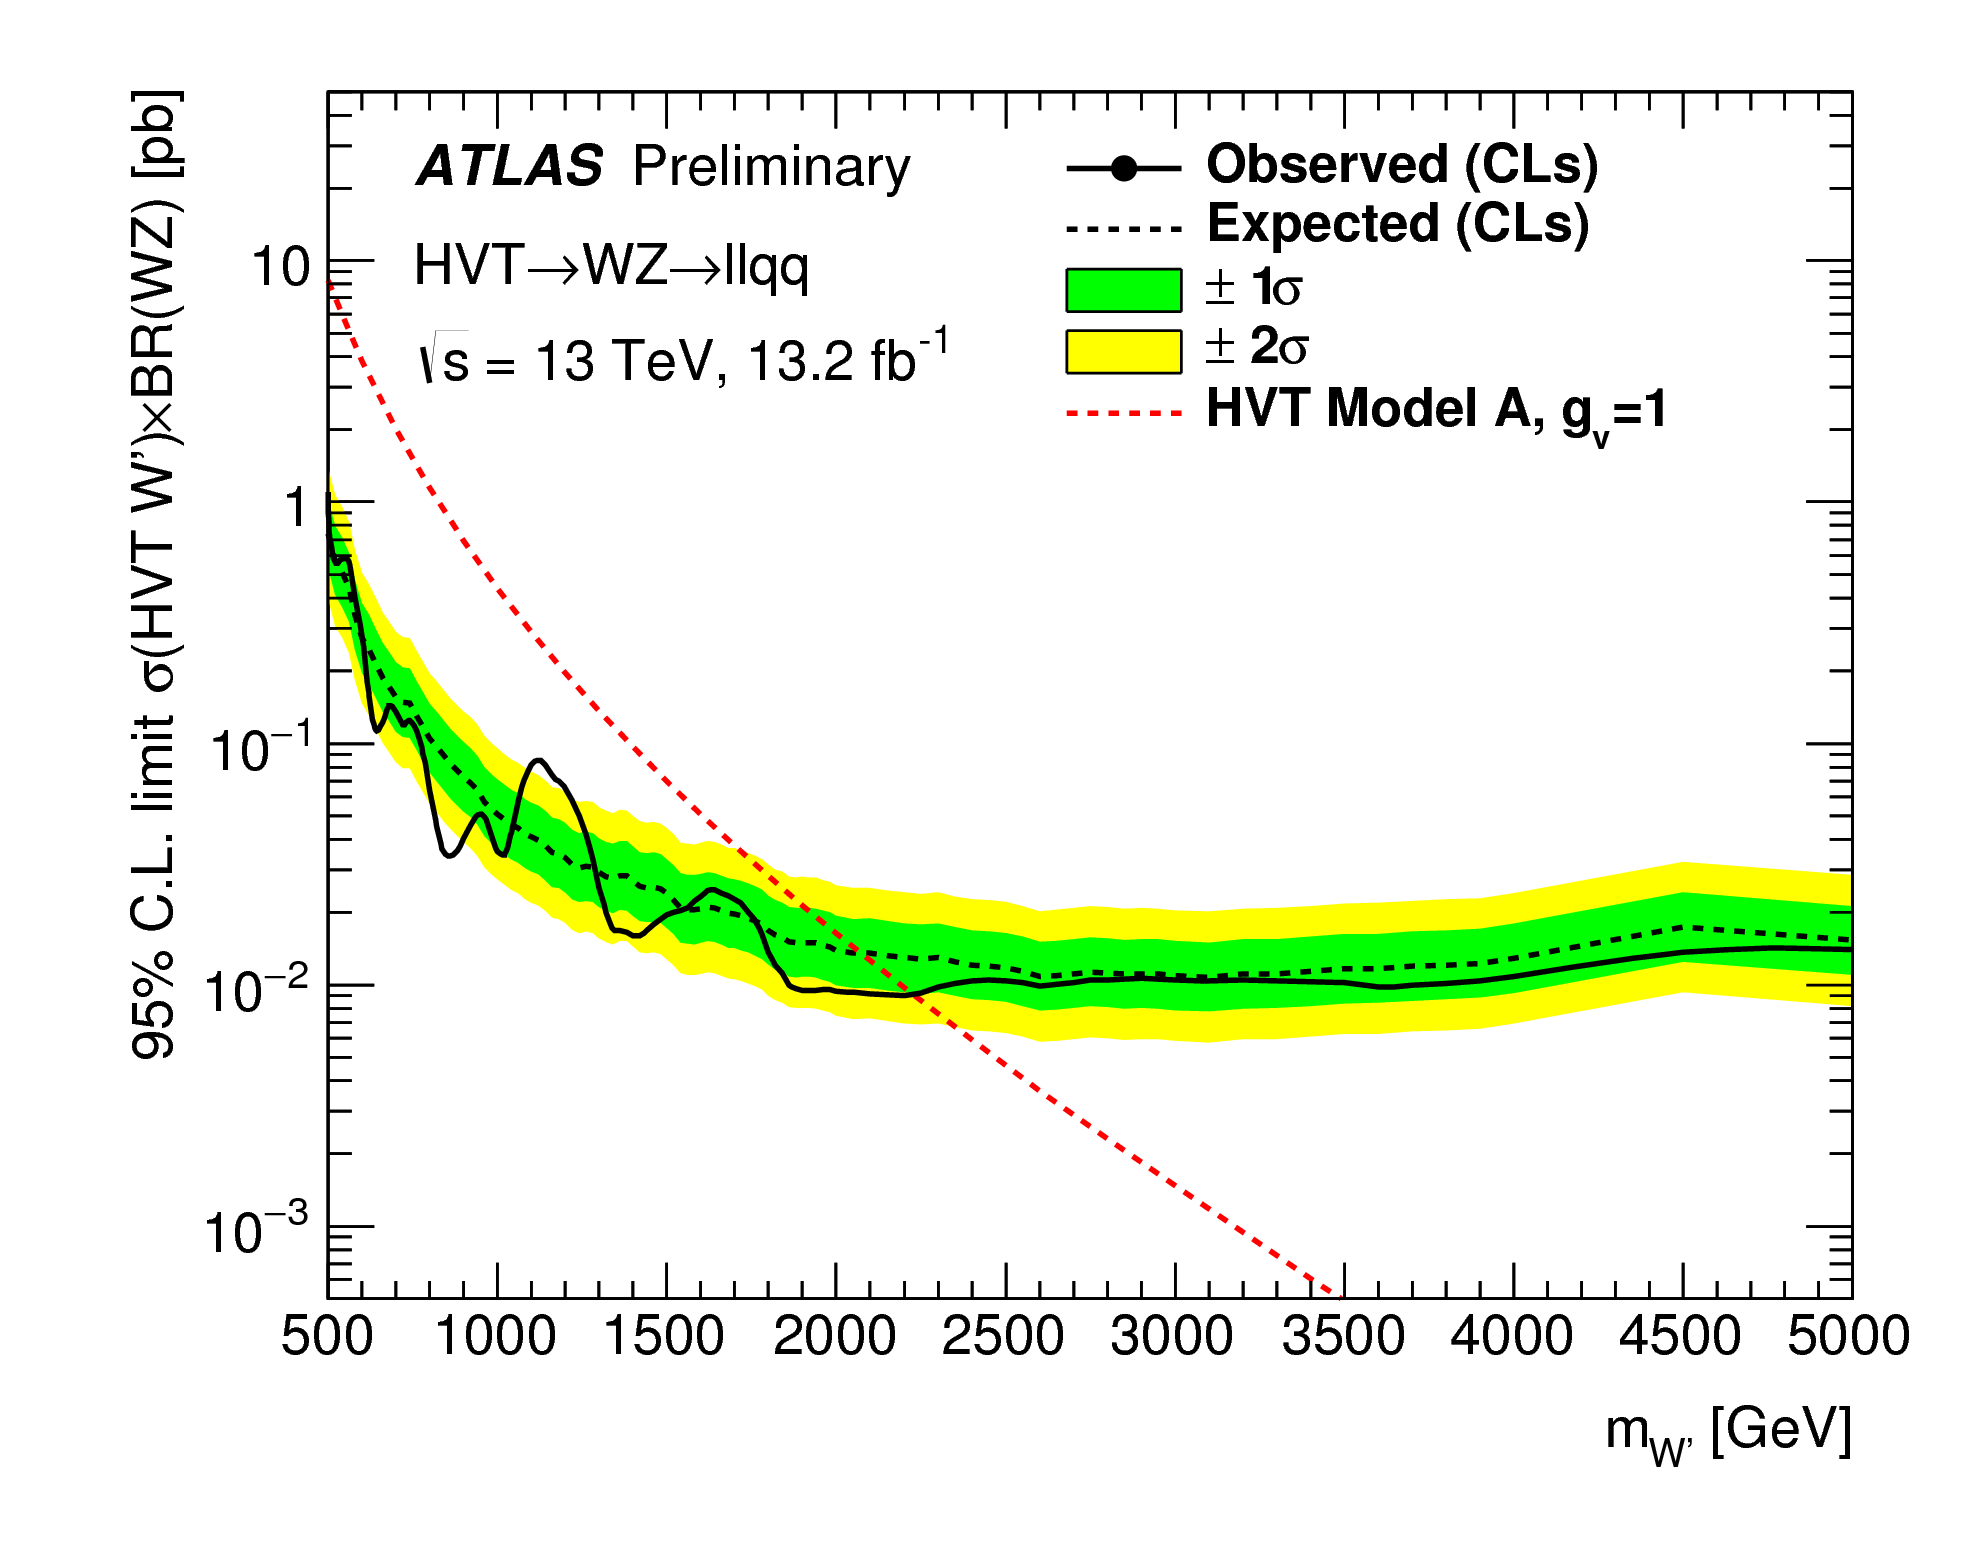 95% C.L. limit σ(HVT W')×BR(WZ) [pb]
ATLAS Preliminary
HVT→WZ→llqq
√s = 13 TeV, 13.2 fb⁻¹
Observed (CLs)
Expected (CLs)
± 1σ
± 2σ
HVT Model A, gᵥ=1
10
1
10⁻¹
10⁻²
10⁻³
500 1000 1500 2000 2500 3000 3500 4000 4500 5000
m_W' [GeV]